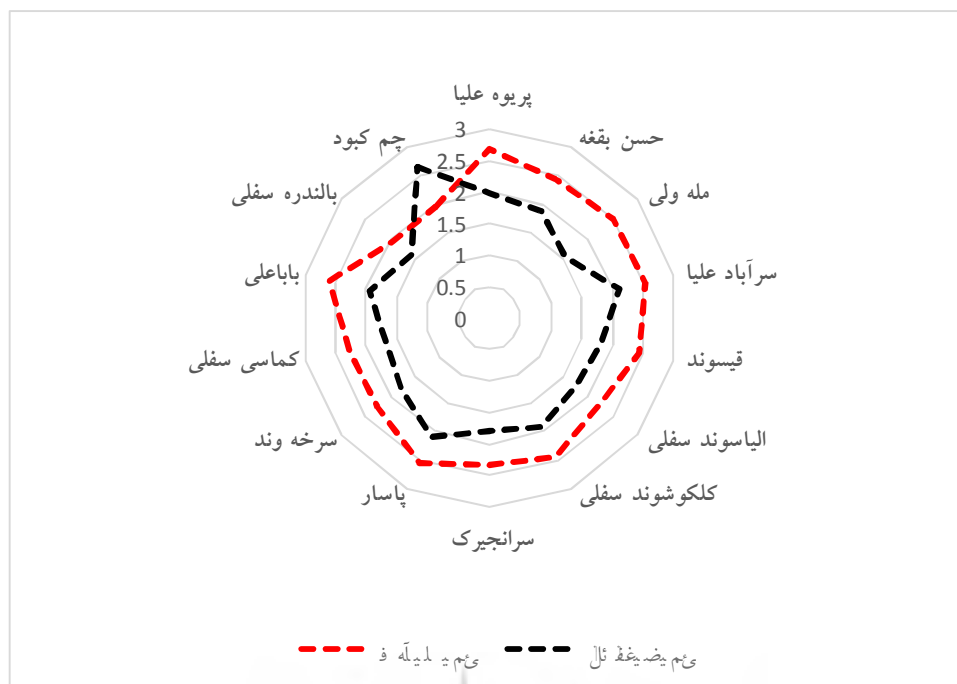 پریوه علیا
حسن بقغه
مله ولی
سرآباد علیا
قیسوند
الیاسوند سفلی
کلکوشوند سفلی
سرانجیرک
پاسار
سرخه وند
کماسی سفلی
باباعلی
بالندره سفلی
چم کبود
3
2.5
2
1.5
1
0.5
0